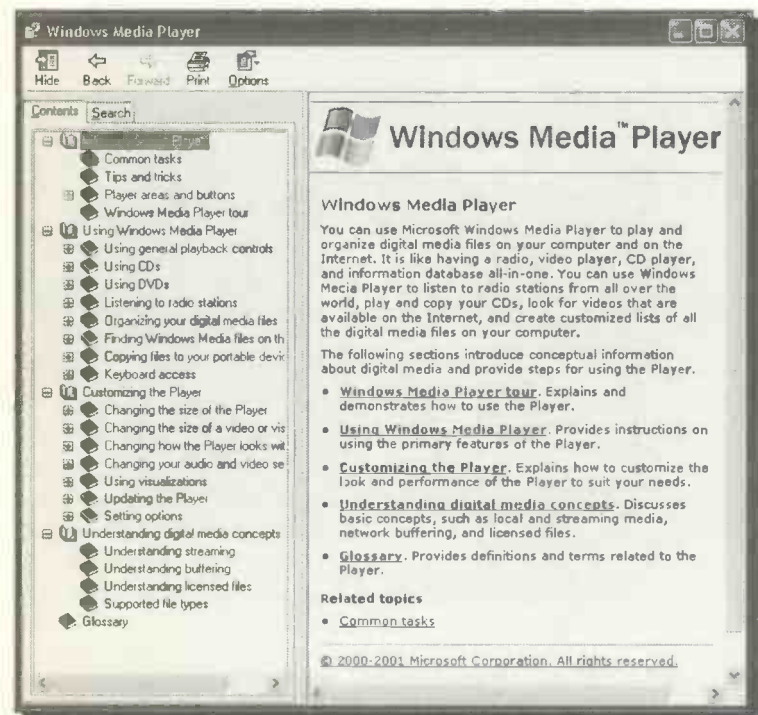 Windows Media Player
Hide Back Forward Print Options
Contents Search
Player
Common tasks
Tips and tricks
Player areas and buttons
Windows Media Player tour
Using Windows Media Player
Using general playback controls
Using CDs
Using DVDs
Listening to radio stations
Organizing your digital media files
Finding Windows Media files on th
Copying files to your portable devic
Keyboard access
Customizing the Player
Changing the size of the Player
Changing the size of a video or vis
Changing how the Player looks wit
Changing your audio and video se
Using visualizations
Updating the Player
Setting options
Understanding digital media concepts
Understanding streaming
Understanding buffering
Understanding licensed files
Supported file types
Glossary
Windows Media™ Player
Windows Media Player
You can use Microsoft Windows Media Player to play and
organize digital media files on your computer and on the
Internet. It is like having a radio, video player, CD player,
and information database all-in-one. You can use Windows
Media Player to listen to radio stations from all over the
world, play and copy your CDs, look for videos that are
available on the Internet, and create customized lists of all
the digital media files on your computer.
The following sections introduce conceptual information
about digital media and provide steps for using the Player.
• Windows Media Player tour. Explains and
demonstrates how to use the Player.
• Using Windows Media Player. Provides instructions on
using the primary features of the Player.
• Customizing the Player. Explains how to customize the
look and performance of the Player to suit your needs.
• Understanding digital media concepts. Discusses
basic concepts, such as local and streaming media,
network buffering, and licensed files.
• Glossary. Provides definitions and terms related to the
Player.
Related topics
• Common tasks
© 2000-2001 Microsoft Corporation. All rights reserved.